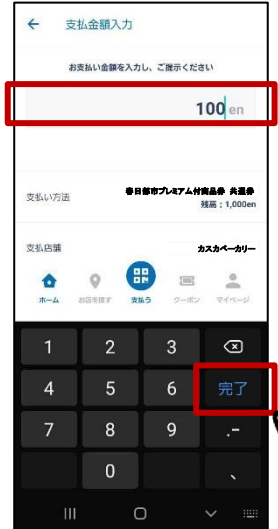 支払金額入力
お支払い金額を入力し、ご提示ください
100 en
支払い方法
春日部市プレミアム付商品券 共通券
残高：1,000en
支払店舗
カスカベーカリー
ホーム お店を探す 支払う クーポン マイページ
1 2 3
4 5 6 完了
7 8 9 .-
0 、